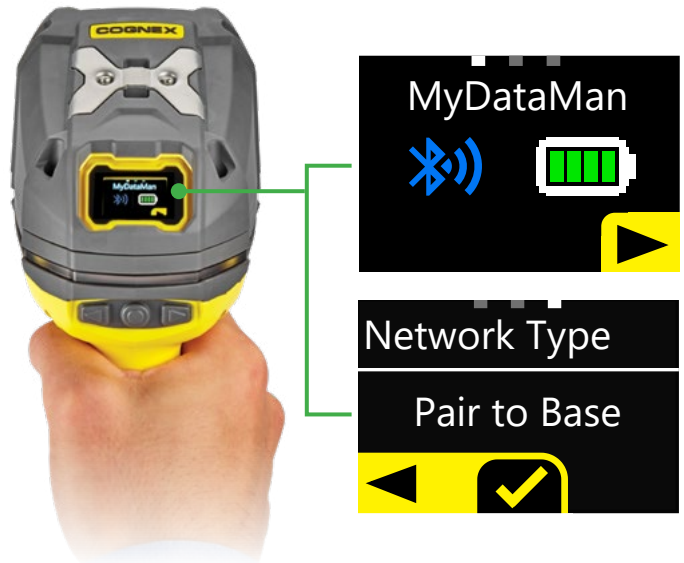 COGNEX
MyDataMan
MyDataMan
Network Type
Pair to Base